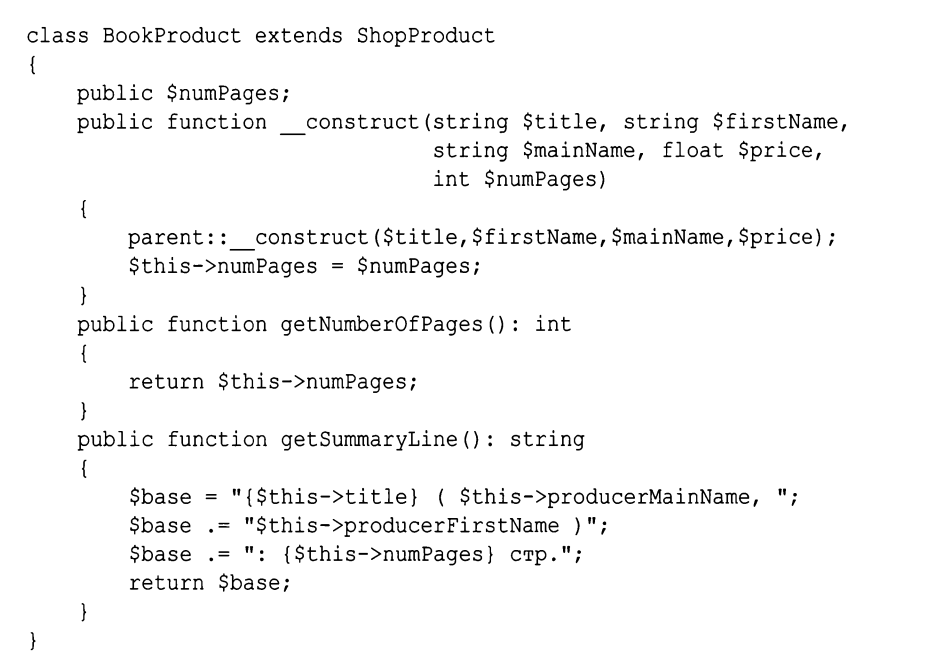 class BookProduct extends ShopProduct
{
    public $numPages;
    public function __construct(string $title, string $firstName,
                                string $mainName, float $price,
                                int $numPages)
    {
        parent::__construct($title,$firstName,$mainName,$price);
        $this->numPages = $numPages;
    }
    public function getNumberOfPages(): int
    {
        return $this->numPages;
    }
    public function getSummaryLine(): string
    {
        $base = "{$this->title} ( $this->producerMainName, ";
        $base .= "$this->producerFirstName )";
        $base .= ": {$this->numPages} стр.";
        return $base;
    }
}